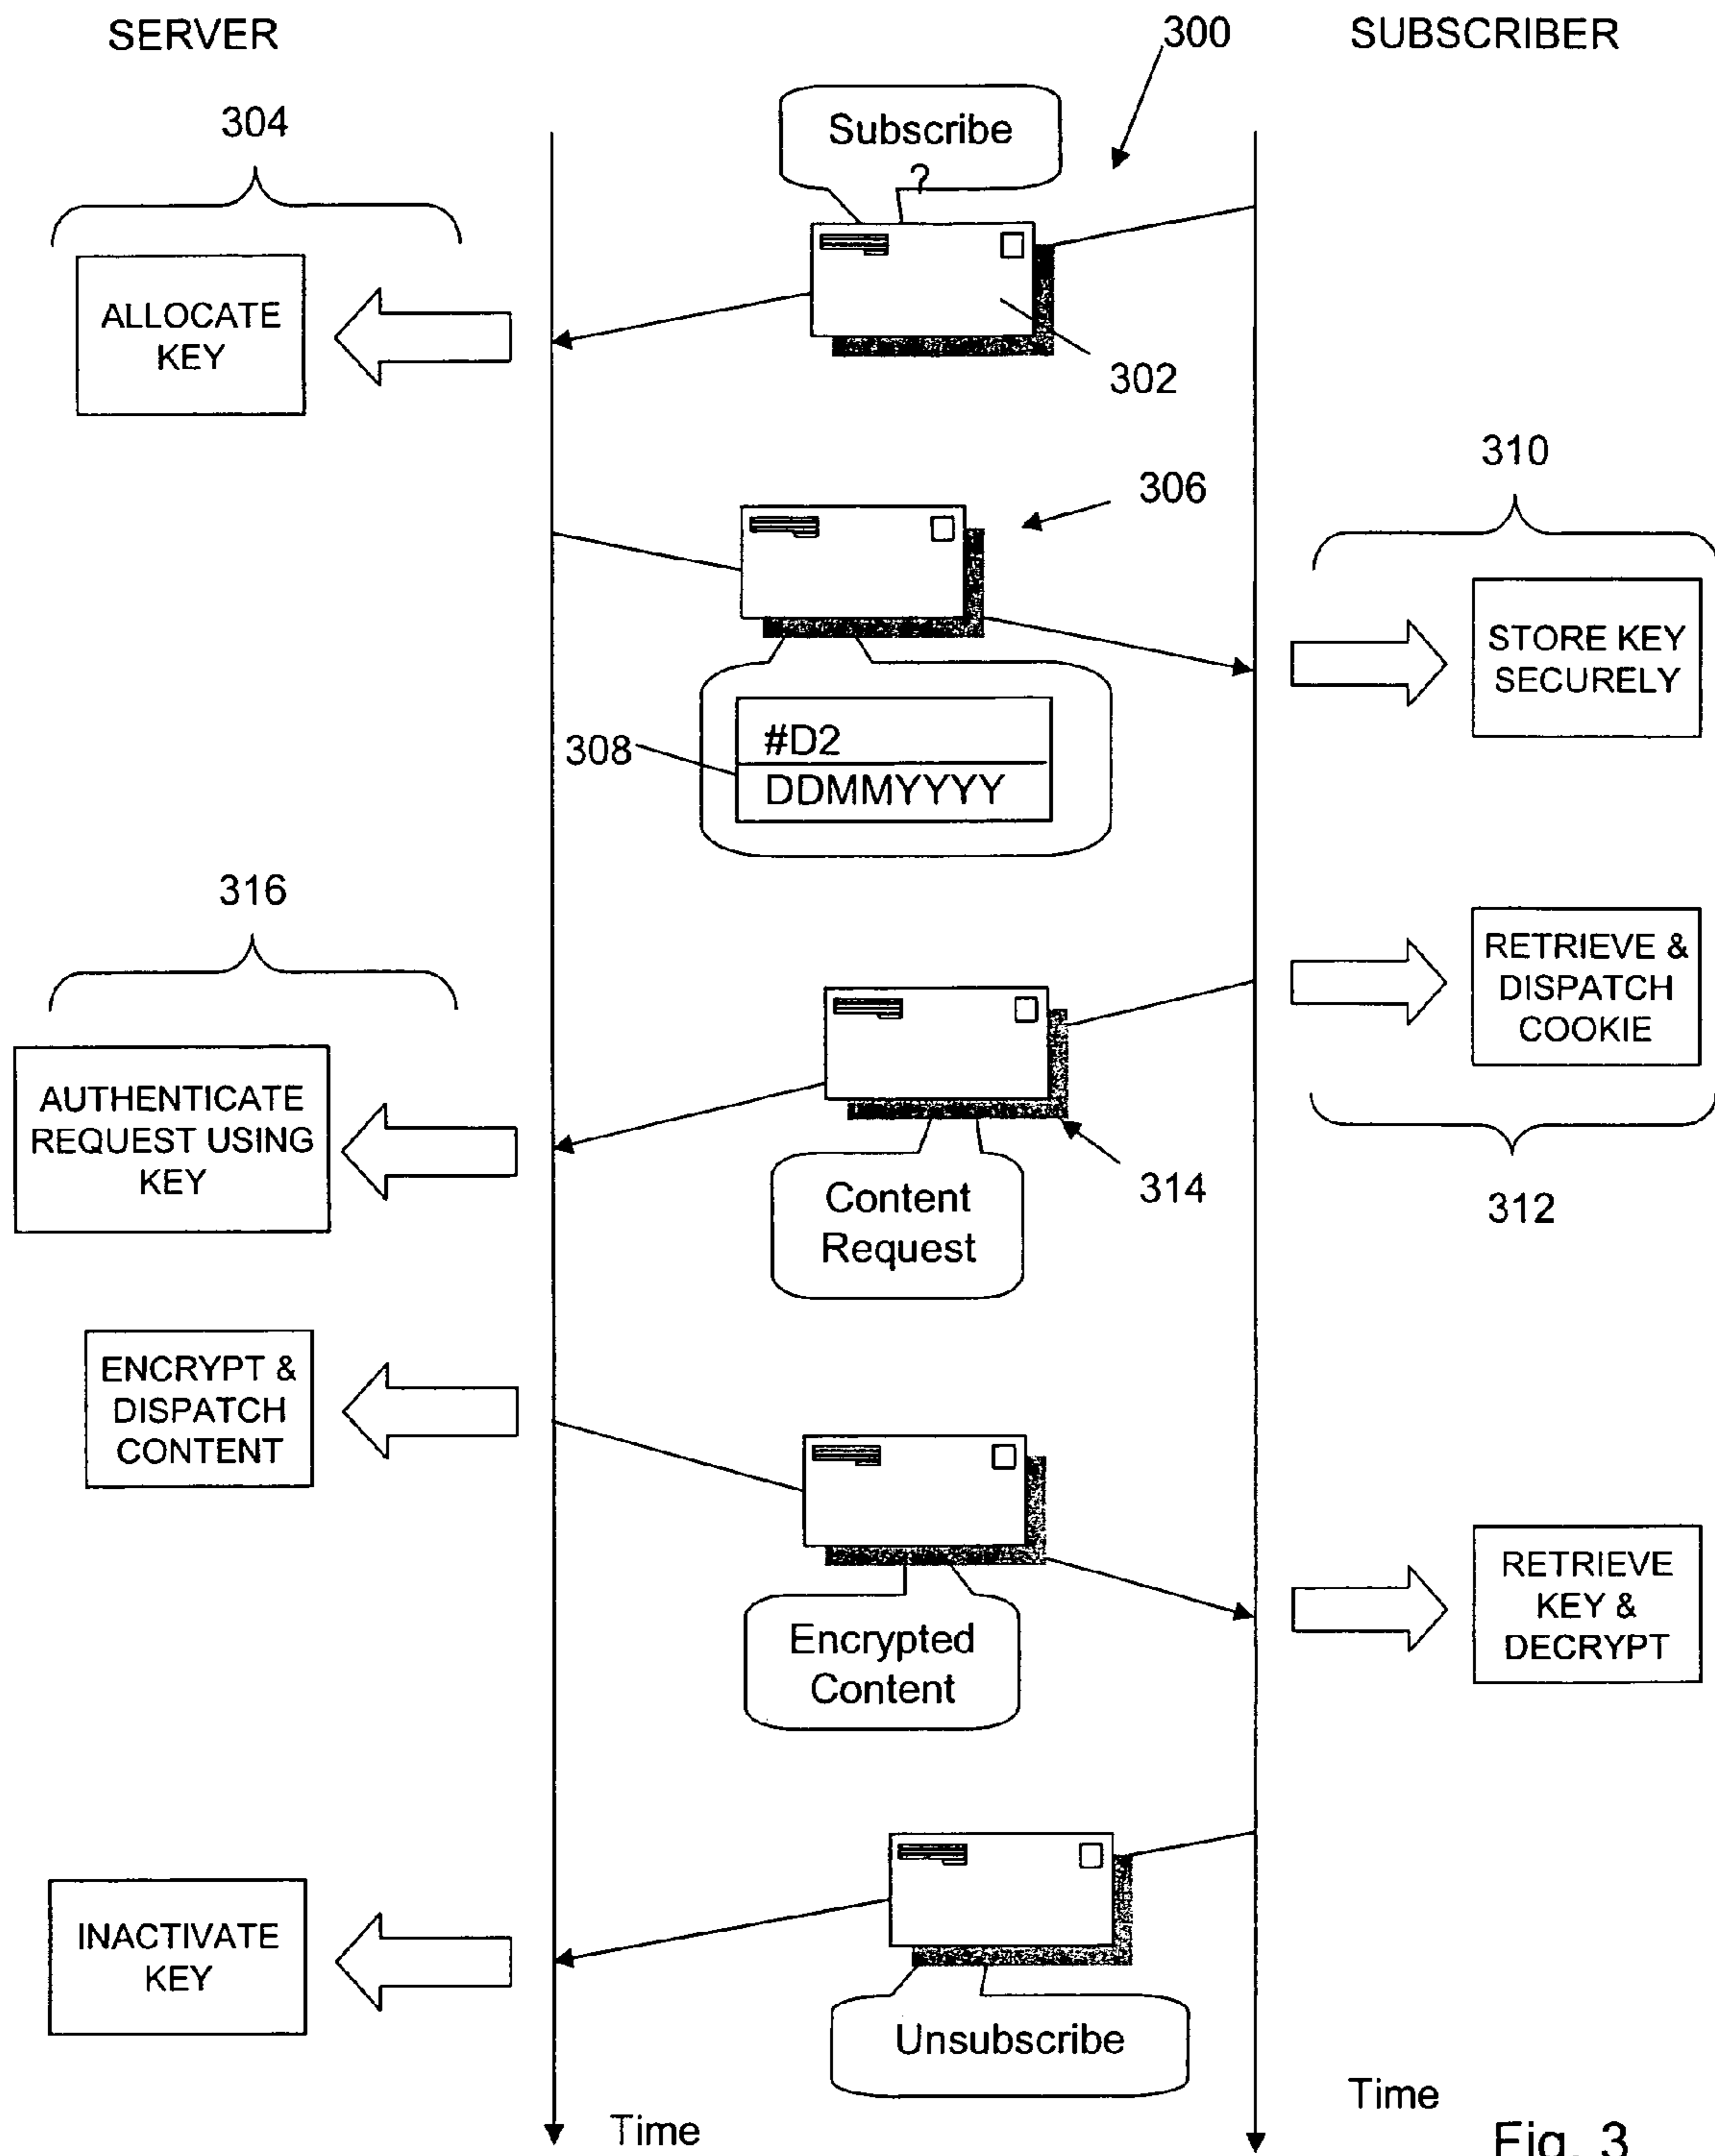 SERVER
300
SUBSCRIBER
304
Subscribe
?
ALLOCATE
KEY
302
310
306
STORE KEY
SECURELY
#D2
308
DDMMYYYY
316
RETRIEVE &
DISPATCH
COOKIE
AUTHENTICATE
REQUEST USING
KEY
314
Content
Request
312
ENCRYPT &
DISPATCH
CONTENT
RETRIEVE
KEY &
DECRYPT
Encrypted
Content
INACTIVATE
KEY
Unsubscribe
Time
Time
Fig. 3